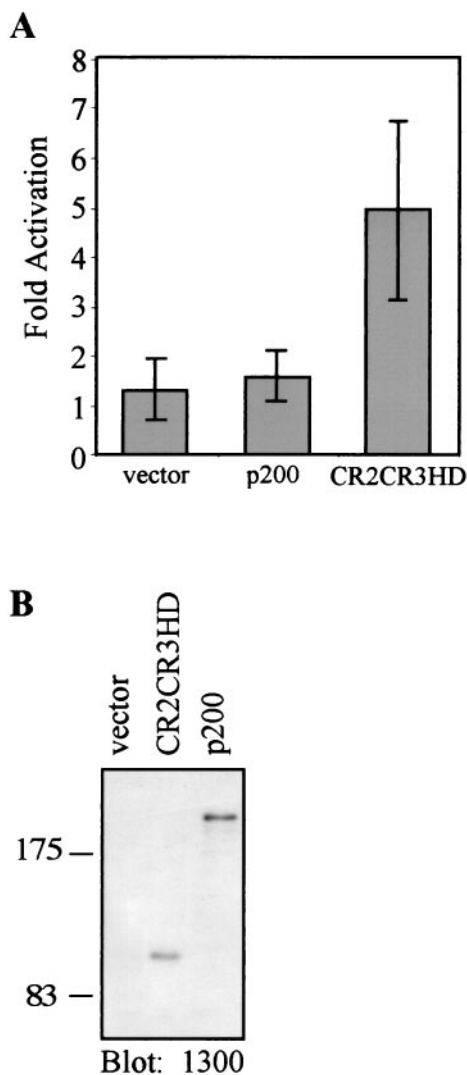 A
8
7
6
5
4
3
2
1
0
Fold Activation
vector p200 CR2CR3HD
B
vector
CR2CR3HD
p200
175
83
Blot: 1300